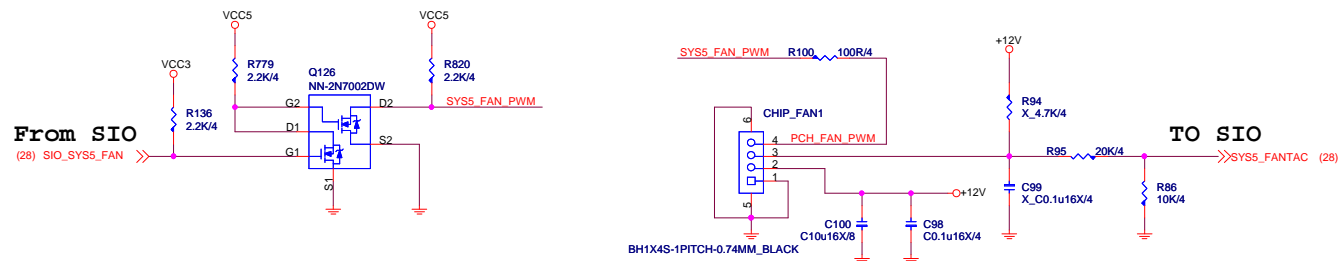 VCC5
VCC5
VCC3
R779
2.2K/4
Q126
NN-2N7002DW
R820
2.2K/4
R136
2.2K/4
G2
D2
SYS5_FAN_PWM
D1
S2
G1
S1
From SIO
(28) SIO_SYS5_FAN
SYS5_FAN_PWM
R100
100R/4
+12V
CHIP_FAN1
6
4
3
2
1
5
PCH_FAN_PWM
R94
X_4.7K/4
TO SIO
R95
20K/4
SYS5_FANTAC (28)
+12V
C99
X_C0.1u16X/4
R86
10K/4
C100
C10u16X/8
C98
C0.1u16X/4
BH1X4S-1PITCH-0.74MM_BLACK